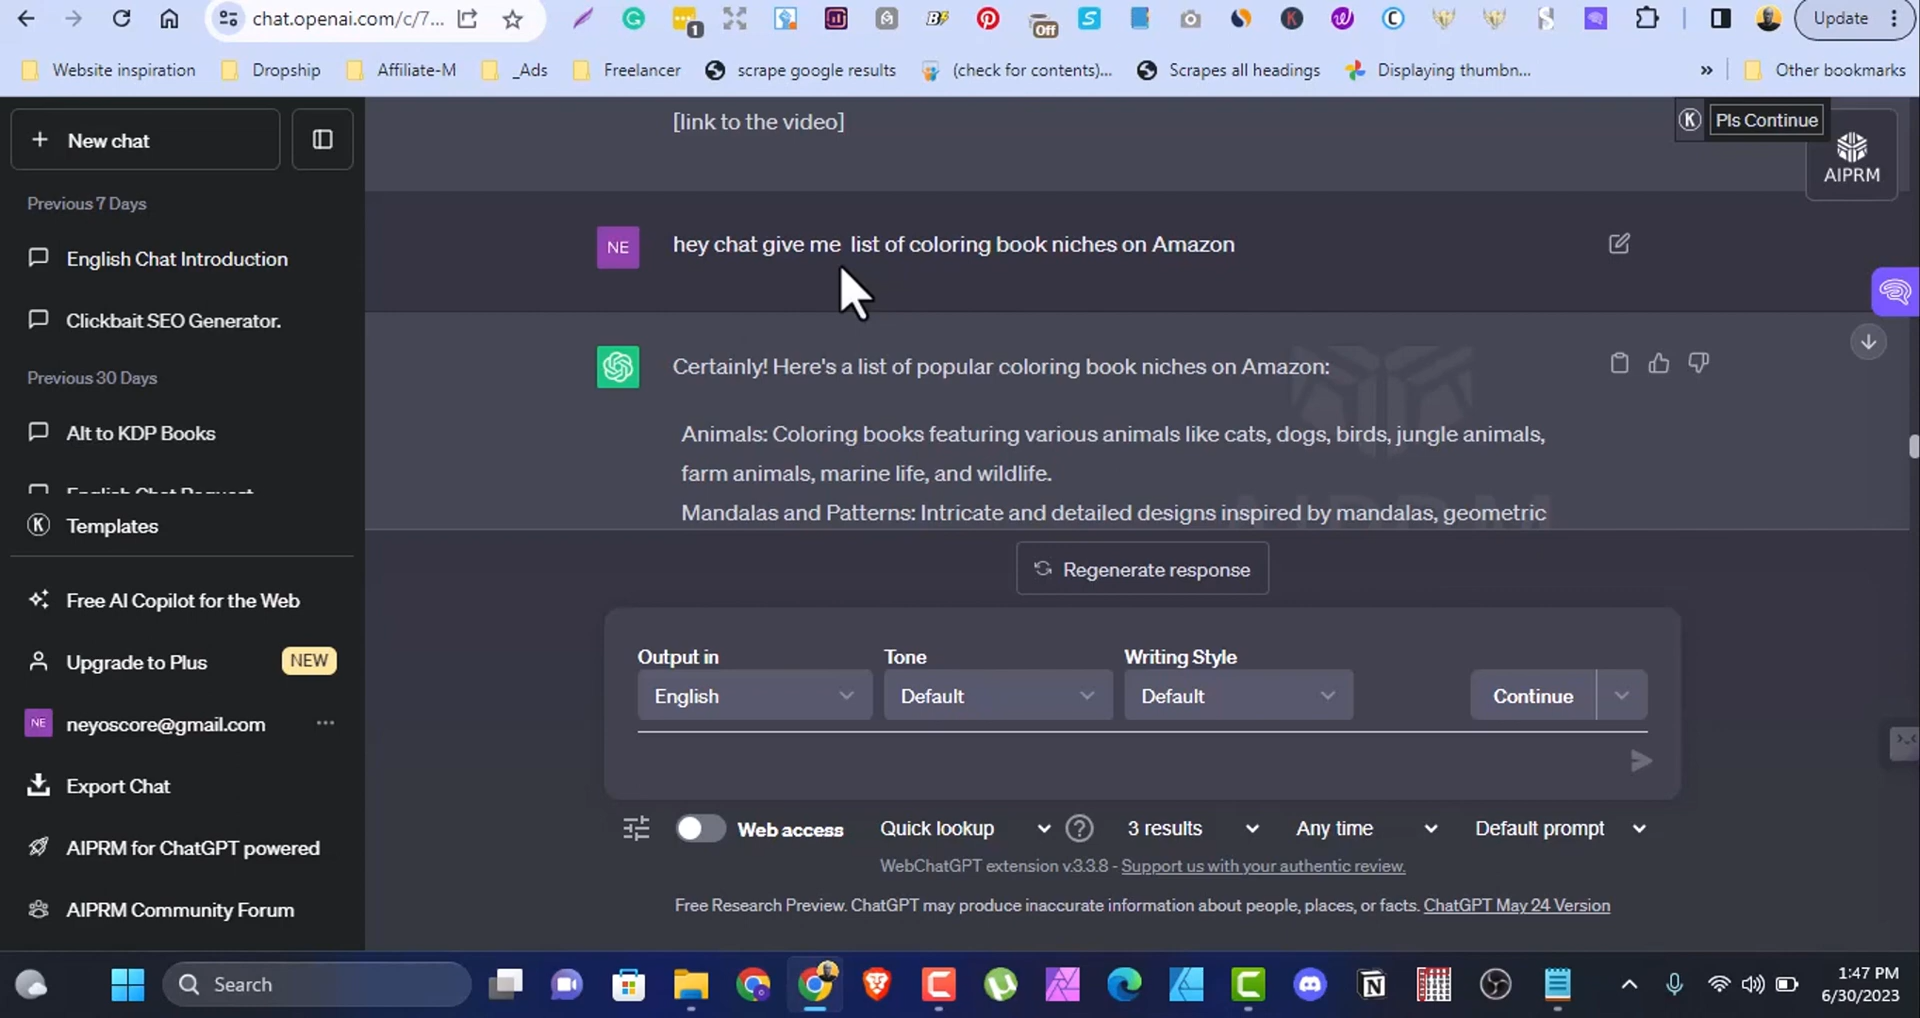 chat.openai.com/c/7...
1
Off
Update
Website inspiration
Dropship
Affiliate-M
_Ads
Freelancer
scrape google results
(check for contents)...
Scrapes all headings
Displaying thumbn...
»
Other bookmarks
+ New chat
[link to the video]
K Pls Continue
AIPRM
Previous 7 Days
NE
hey chat give me list of coloring book niches on Amazon
English Chat Introduction
Clickbait SEO Generator.
Certainly! Here's a list of popular coloring book niches on Amazon:
Previous 30 Days
Animals: Coloring books featuring various animals like cats, dogs, birds, jungle animals,
farm animals, marine life, and wildlife.
Mandalas and Patterns: Intricate and detailed designs inspired by mandalas, geometric
AIPRM
Alt to KDP Books
English Chat Request
K Templates
Regenerate response
Free AI Copilot for the Web
Upgrade to Plus NEW
NE neyoscore@gmail.com ...
Export Chat
AIPRM for ChatGPT powered
AIPRM Community Forum
Output in
Tone
Writing Style
English
Default
Default
Continue
Web access
Quick lookup
?
3 results
Any time
Default prompt
WebChatGPT extension v.3.3.8 - Support us with your authentic review.
Free Research Preview. ChatGPT may produce inaccurate information about people, places, or facts. ChatGPT May 24 Version
Search
1:47 PM
6/30/2023